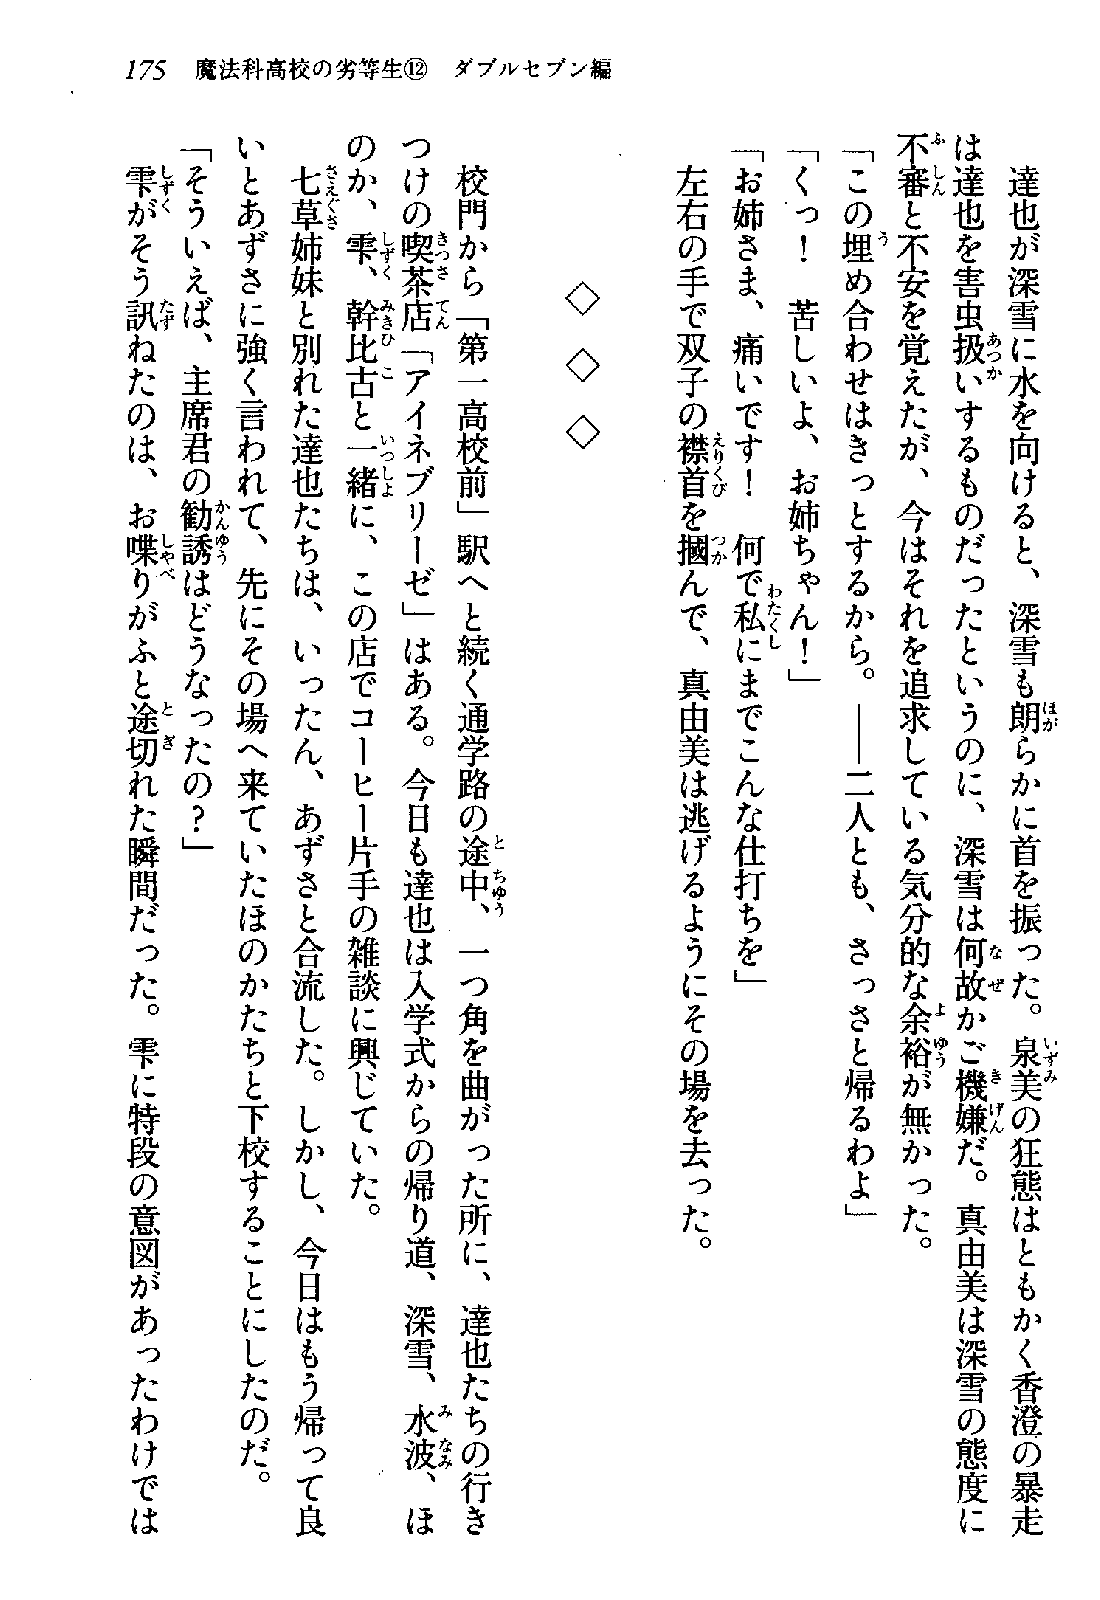 175　魔法科高校の劣等生⑫　ダブルセブン編
　達也が深雪に水を向けると、深雪も朗らかに首を振った。泉美の狂態はともかく香澄の暴走
は達也を害虫扱いするものだったというのに、深雪は何故かご機嫌だ。真由美は深雪の態度に
不審と不安を覚えたが、今はそれを追求している気分的な余裕が無かった。
「この埋め合わせはきっとするから。――二人とも、さっさと帰るわよ」
「くっ！　苦しいよ、お姉ちゃん！」
「お姉さま、痛いです！　何で私にまでこんな仕打ちを」
　左右の手で双子の襟首を摑んで、真由美は逃げるようにその場を去った。
◇　◇　◇
　校門から「第一高校前」駅へと続く通学路の途中、一つ角を曲がった所に、達也たちの行き
つけの喫茶店「アイネブリーゼ」はある。今日も達也は入学式からの帰り道、深雪、水波、ほ
のか、雫、幹比古と一緒に、この店でコーヒー片手の雑談に興じていた。
　七草姉妹と別れた達也たちは、いったん、あずさと合流した。しかし、今日はもう帰って良
いとあずさに強く言われて、先にその場へ来ていたほのかたちと下校することにしたのだ。
「そういえば、主席君の勧誘はどうなったの？」
　雫がそう訊ねたのは、お喋りがふと途切れた瞬間だった。雫に特段の意図があったわけでは